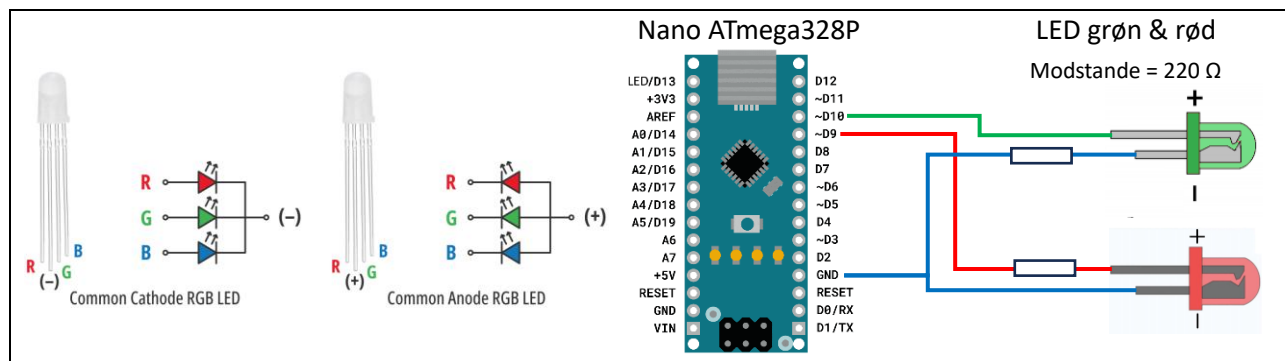 R
G
B
(–)
R
(–)
G
B
Common Cathode RGB LED
R
G
B
(+)
R
(+)
G
B
Common Anode RGB LED
Nano ATmega328P
LED/D13
+3V3
AREF
A0/D14
A1/D15
A2/D16
A3/D17
A4/D18
A5/D19
A6
A7
+5V
RESET
GND
VIN
D12
~D11
~D10
~D9
D8
D7
~D6
~D5
D4
~D3
D2
GND
RESET
D0/RX
D1/TX
LED grøn & rød
Modstande = 220 Ω
+
–
+
–